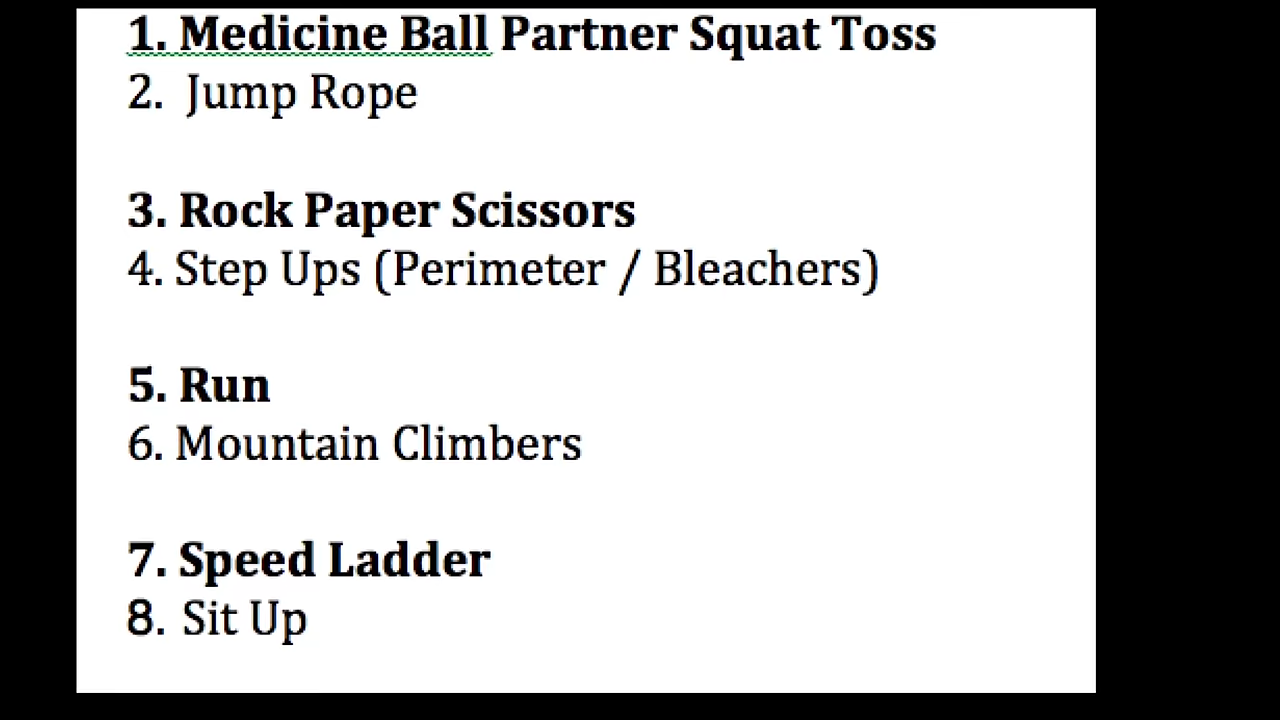 1. Medicine Ball Partner Squat Toss
2. Jump Rope
3. Rock Paper Scissors
4. Step Ups (Perimeter / Bleachers)
5. Run
6. Mountain Climbers
7. Speed Ladder
8. Sit Up